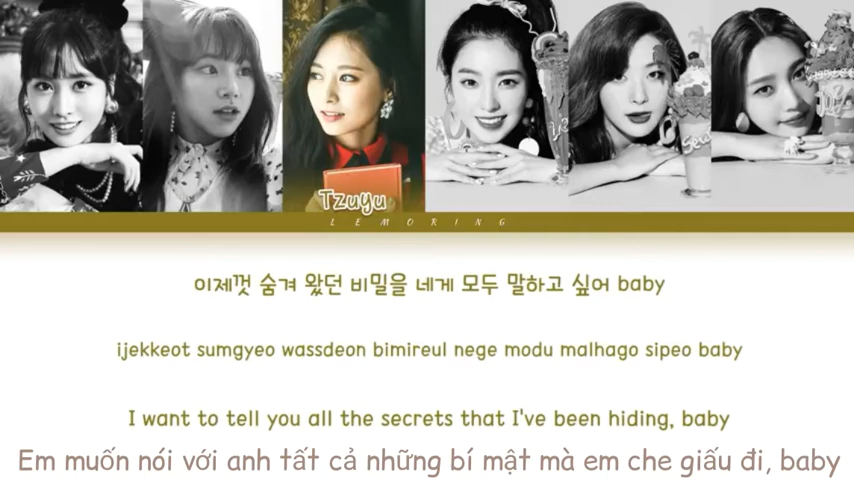 Tzuyu
LEMORING
이제껏 숨겨 왔던 비밀을 네게 모두 말하고 싶어 baby
ijekkeot sumgyeo wassdeon bimireul nege modu malhago sipeo baby
I want to tell you all the secrets that I've been hiding, baby
Em muốn nói với anh tất cả những bí mật mà em che giấu đi, baby